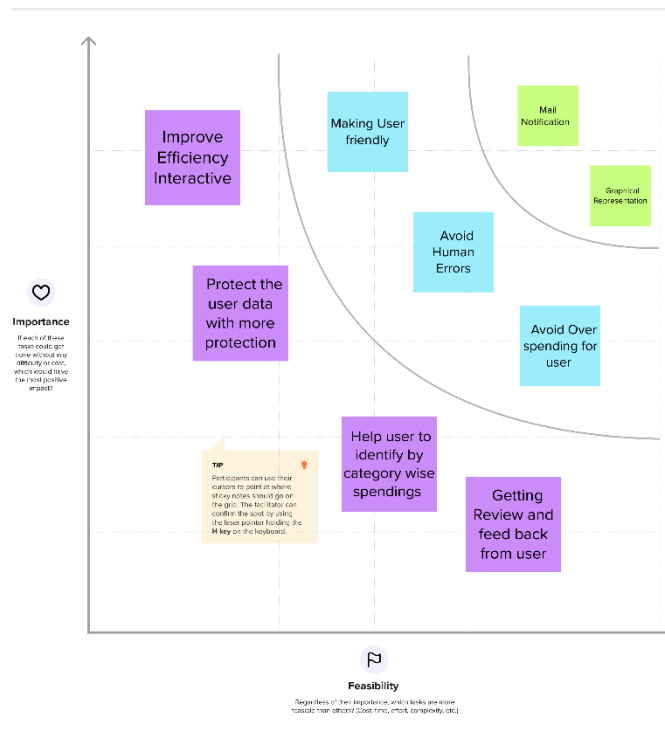 Improve
Efficiency
Interactive
Making User
friendly
Mail
Notification
Graphical
Representation
Avoid
Human
Errors
Protect the
user data
with more
protection
Avoid Over
spending for
user
Importance
If each of these
tasks could get
done without any
difficulty or cost,
which would have
the most positive
impact?
Help user to
identify by
category wise
spendings
TIP
Participants can use their
cursors to point at where
sticky notes should go on
the grid. The facilitator can
confirm the spot by using
the laser pointer holding the
H key on the keyboard.
Getting
Review and
feed back
from user
Feasibility
Regardless of their importance, which tasks are more
feasible than others? (Cost, time, effort, complexity, etc.)